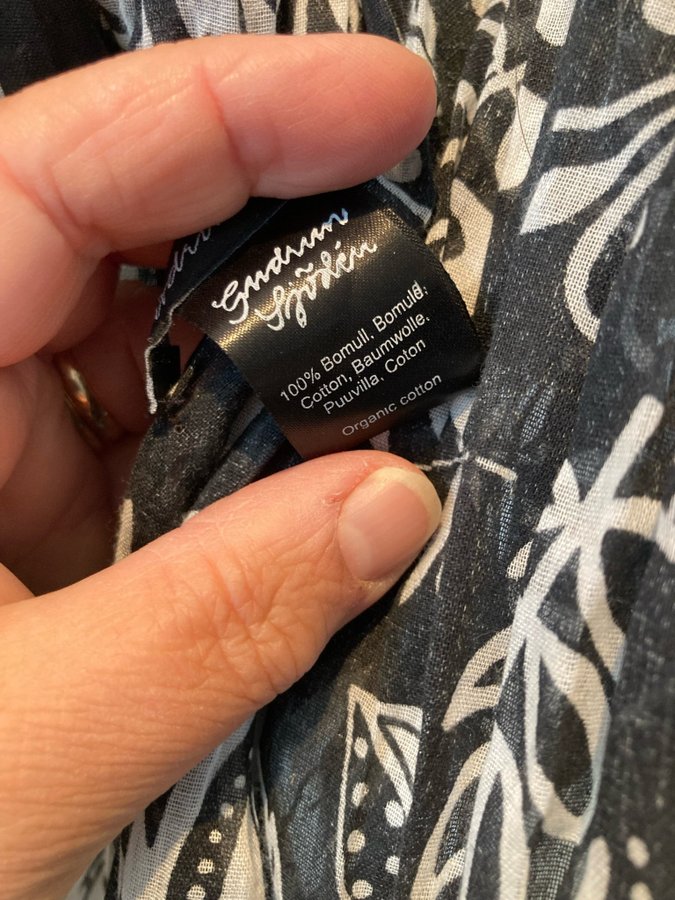 Gudrun
Sjödén
100% Bomull, Bomuld,
Cotton, Baumwolle,
Puuvilla, Coton
Organic cotton